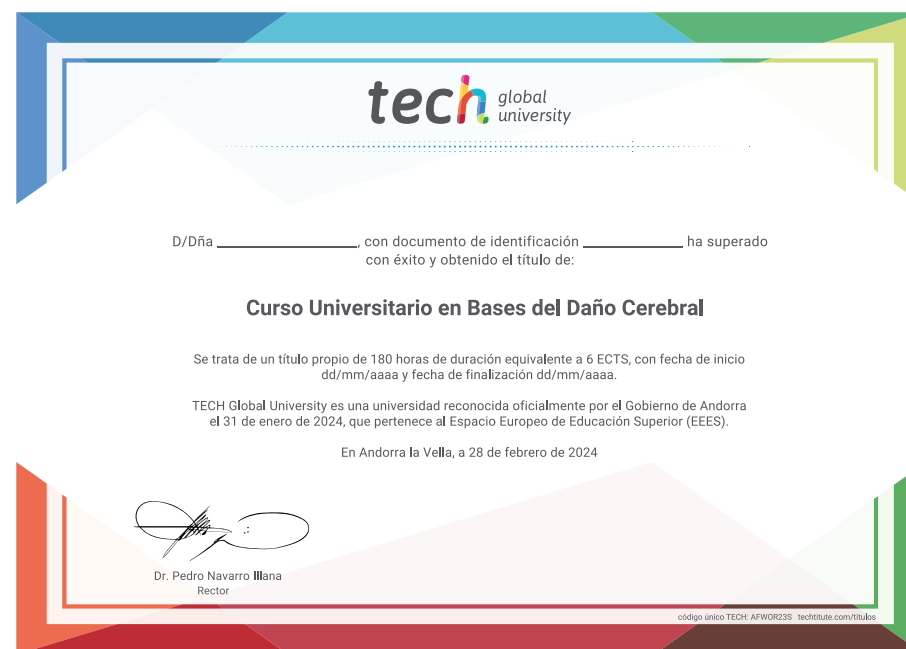 tech global
university
D/Dña ____________________, con documento de identificación ______________ ha superado
con éxito y obtenido el título de:
Curso Universitario en Bases del Daño Cerebral
Se trata de un título propio de 180 horas de duración equivalente a 6 ECTS, con fecha de inicio
dd/mm/aaaa y fecha de finalización dd/mm/aaaa.
TECH Global University es una universidad reconocida oficialmente por el Gobierno de Andorra
el 31 de enero de 2024, que pertenece al Espacio Europeo de Educación Superior (EEES).
En Andorra la Vella, a 28 de febrero de 2024
Dr. Pedro Navarro Illana
Rector
código único TECH: AFWOR23S techtitute.com/titulos